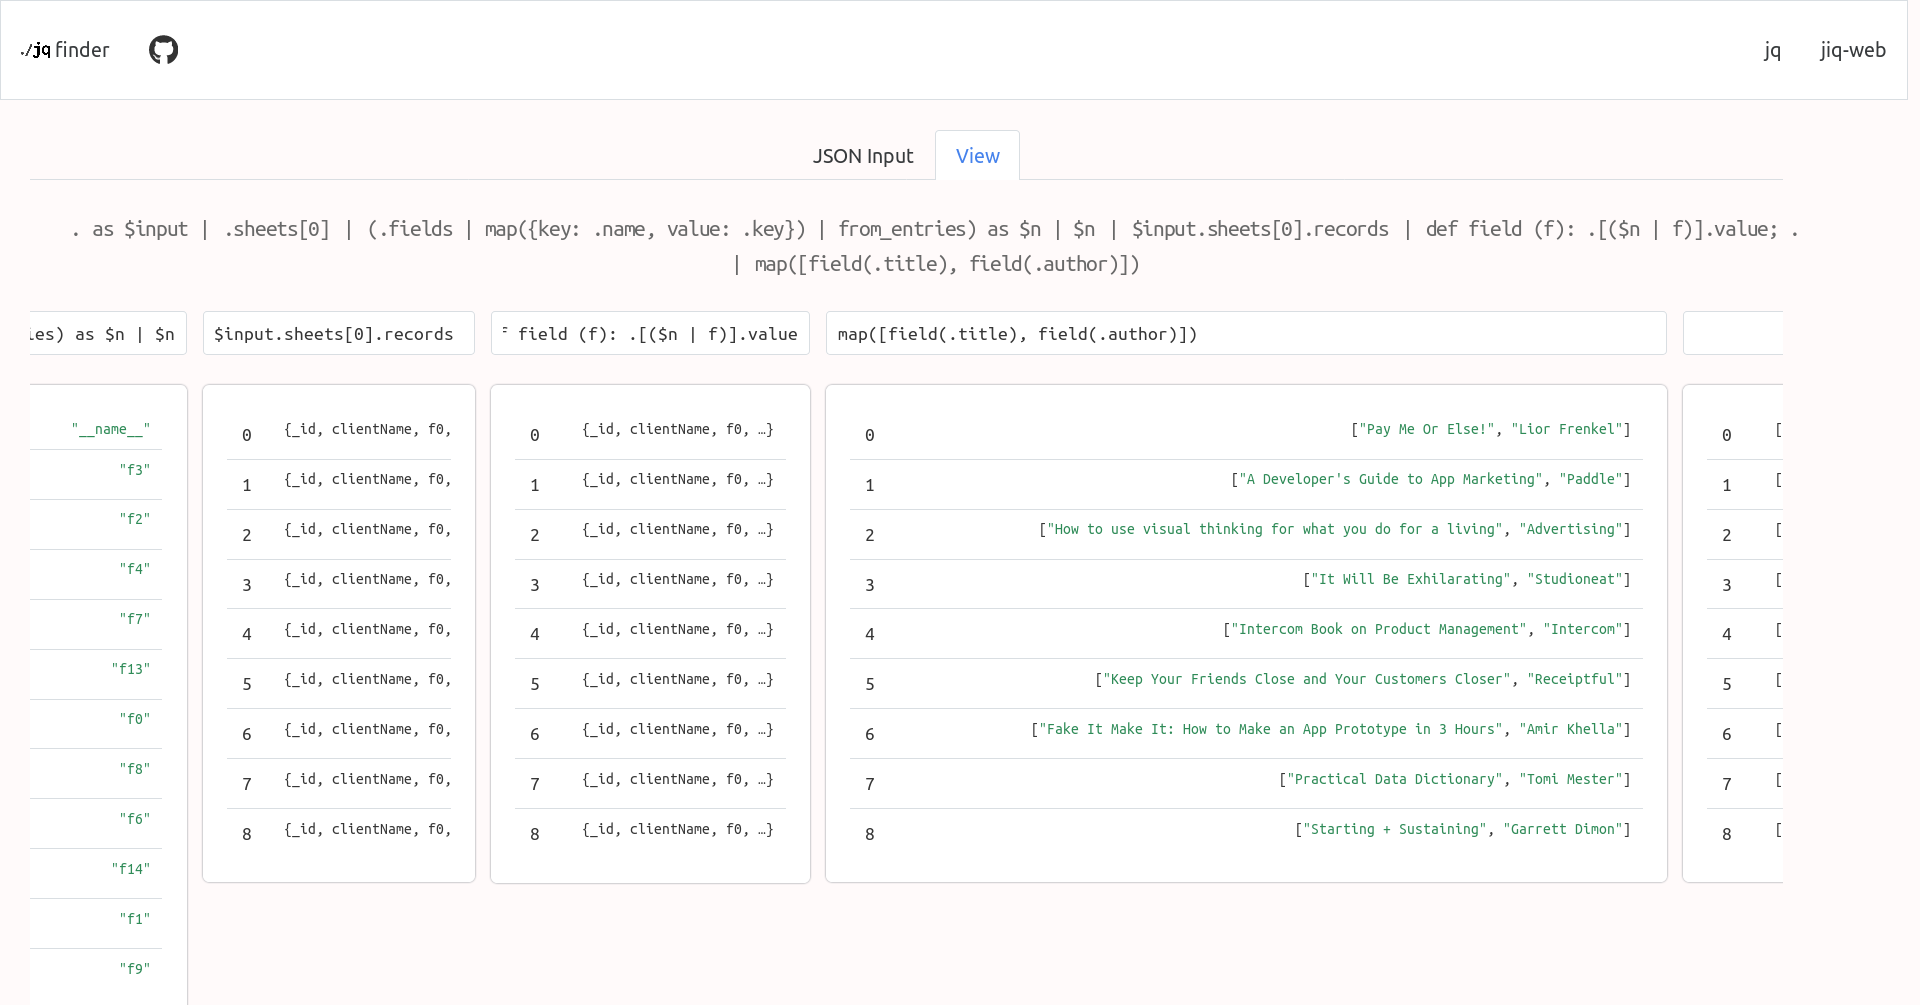 ./jq finder
jq
jiq-web
JSON Input
View
. as $input | .sheets[0] | (.fields | map({key: .name, value: .key}) | from_entries) as $n | $n | $input.sheets[0].records | def field (f): .[($n | f)].value; .
| map([field(.title), field(.author)])
ies) as $n | $n
$input.sheets[0].records
f field (f): .[($n | f)].value
map([field(.title), field(.author)])
"__name__"
"f3"
"f2"
"f4"
"f7"
"f13"
"f0"
"f8"
"f6"
"f14"
"f1"
"f9"
0 {_id, clientName, f0,
1 {_id, clientName, f0,
2 {_id, clientName, f0,
3 {_id, clientName, f0,
4 {_id, clientName, f0,
5 {_id, clientName, f0,
6 {_id, clientName, f0,
7 {_id, clientName, f0,
8 {_id, clientName, f0,
0 {_id, clientName, f0, …}
1 {_id, clientName, f0, …}
2 {_id, clientName, f0, …}
3 {_id, clientName, f0, …}
4 {_id, clientName, f0, …}
5 {_id, clientName, f0, …}
6 {_id, clientName, f0, …}
7 {_id, clientName, f0, …}
8 {_id, clientName, f0, …}
0 ["Pay Me Or Else!", "Lior Frenkel"]
1 ["A Developer's Guide to App Marketing", "Paddle"]
2 ["How to use visual thinking for what you do for a living", "Advertising"]
3 ["It Will Be Exhilarating", "Studioneat"]
4 ["Intercom Book on Product Management", "Intercom"]
5 ["Keep Your Friends Close and Your Customers Closer", "Receiptful"]
6 ["Fake It Make It: How to Make an App Prototype in 3 Hours", "Amir Khella"]
7 ["Practical Data Dictionary", "Tomi Mester"]
8 ["Starting + Sustaining", "Garrett Dimon"]
0 [
1 [
2 [
3 [
4 [
5 [
6 [
7 [
8 [